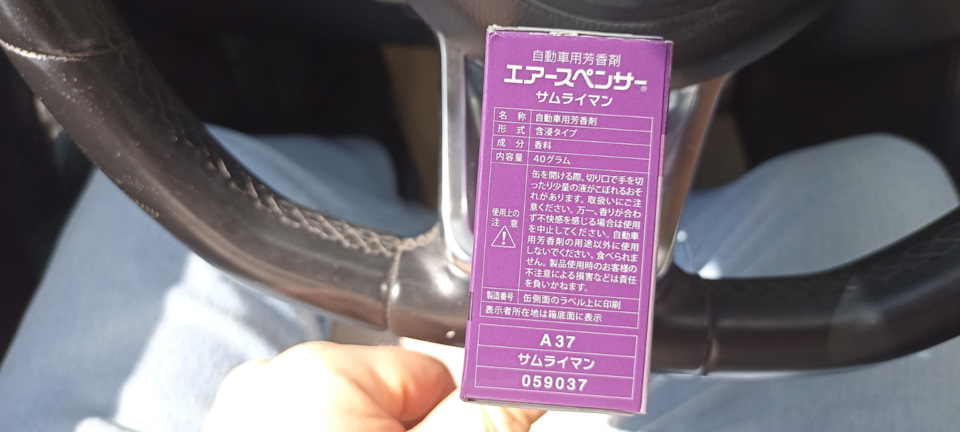 自動車用芳香剤
エアースペンサー®
サムライマン
名 称 自動車用芳香剤
形 式 含浸タイプ
成 分 香料
内容量 40グラム
使用上の
注 意
缶を開ける際、切り口で手を切
ったり少量の液がこぼれるおそ
れがあります。取扱いにご注
意ください。万一、香りが合わ
ず不快感を感じる場合は使用
を中止してください。自動車
用芳香剤の用途以外に使用
しないでください。食べられま
せん。製品使用時のお客様の
不注意による損害などは責任
を負いかねます。
製造番号 缶側面のラベル上に印刷
表示者所在地は箱底面に表示
A37
サムライマン
059037